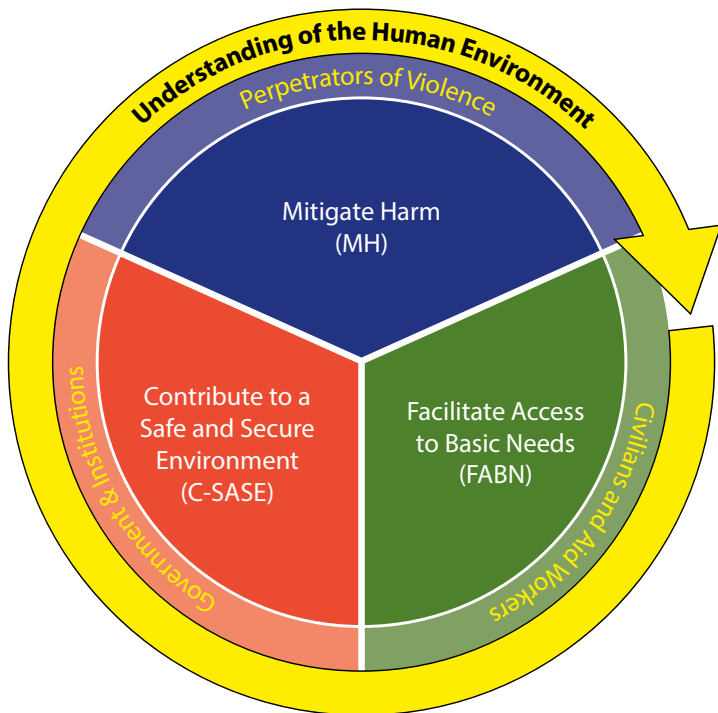 Understanding of the Human Environment
Perpetrators of Violence
Mitigate Harm
(MH)
Contribute to a
Safe and Secure
Environment
(C-SASE)
Government & Institutions
Facilitate Access
to Basic Needs
(FABN)
Civilians and Aid Workers